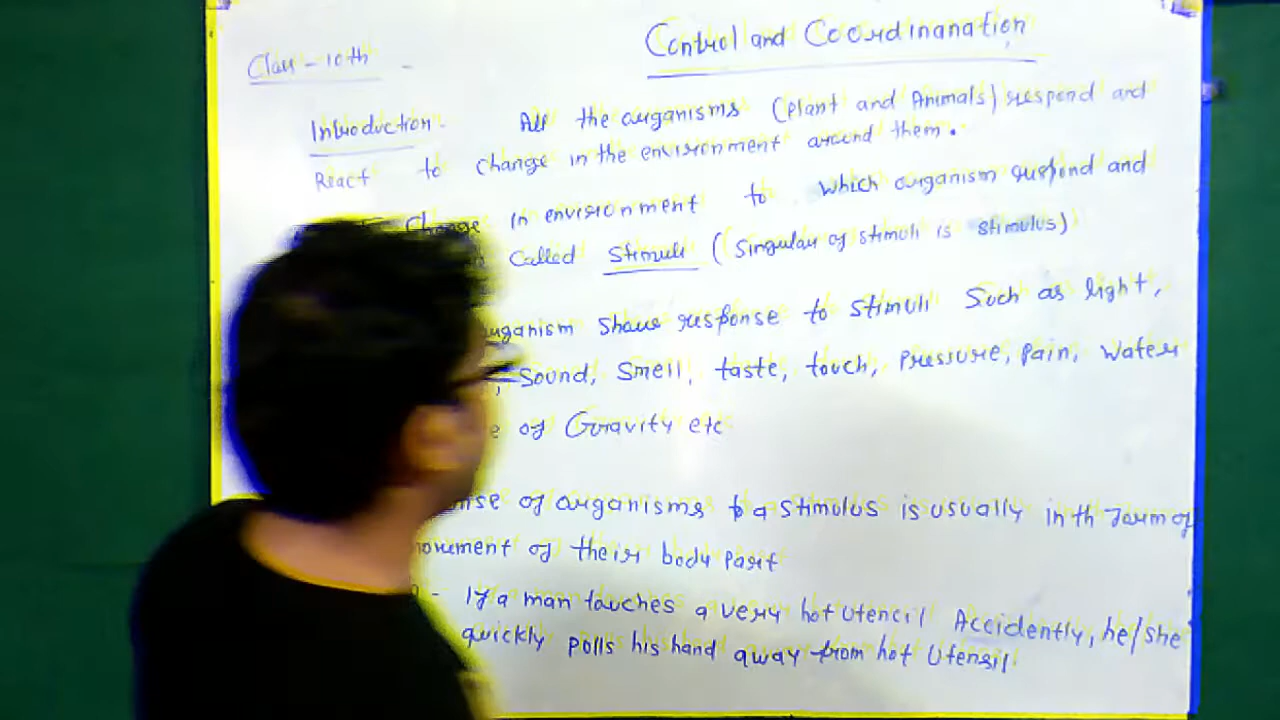 Control and Coordinanation
Class - 10th
Introduction - All the organisms (plant and Animals) respond and
React to change in the environment around them.
Change in environment to which organism respond and
Called Stimuli (Singular of stimuli is stimulus)
organism show response to stimuli Such as light,
Sound, Smell, taste, touch, Pressure, Pain, Water
of Gravity etc
of organisms to a stimulus is usually in th form of
movement of their body part
- If a man touches a very hot utencil Accidently, he/she
quickly polls his hand away from hot Utensil.